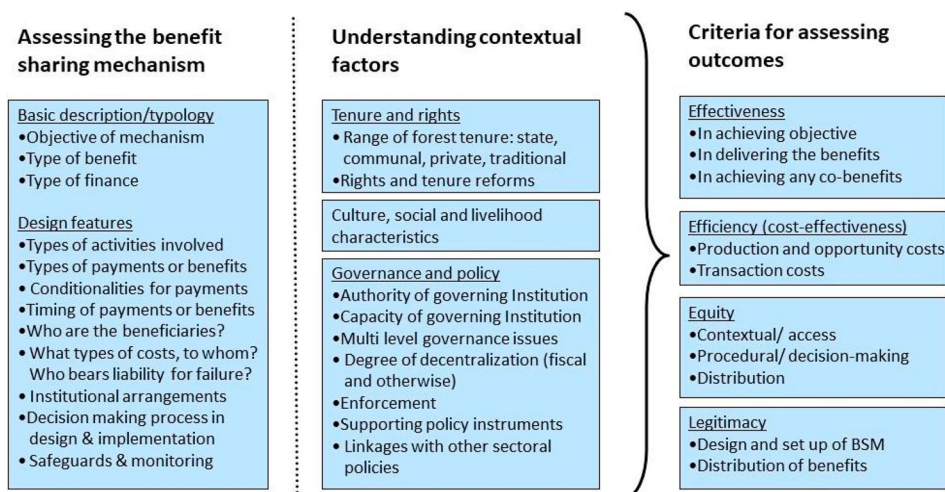 Assessing the benefit
sharing mechanism
Basic description/typology
•Objective of mechanism
•Type of benefit
•Type of finance
Design features
•Types of activities involved
•Types of payments or benefits
• Conditionalities for payments
•Timing of payments or benefits
•Who are the beneficiaries?
• What types of costs, to whom?
Who bears liability for failure?
• Institutional arrangements
•Decision making process in
design & implementation
• Safeguards & monitoring
Understanding contextual
factors
Tenure and rights
• Range of forest tenure: state,
communal, private, traditional
•Rights and tenure reforms
Culture, social and livelihood
characteristics
Governance and policy
•Authority of governing Institution
•Capacity of governing Institution
•Multi level governance issues
• Degree of decentralization (fiscal
and otherwise)
•Enforcement
•Supporting policy instruments
• Linkages with other sectoral
policies
Criteria for assessing
outcomes
Effectiveness
•In achieving objective
•In delivering the benefits
•In achieving any co-benefits
Efficiency (cost-effectiveness)
•Production and opportunity costs
•Transaction costs
Equity
•Contextual/ access
•Procedural/ decision-making
•Distribution
Legitimacy
•Design and set up of BSM
•Distribution of benefits